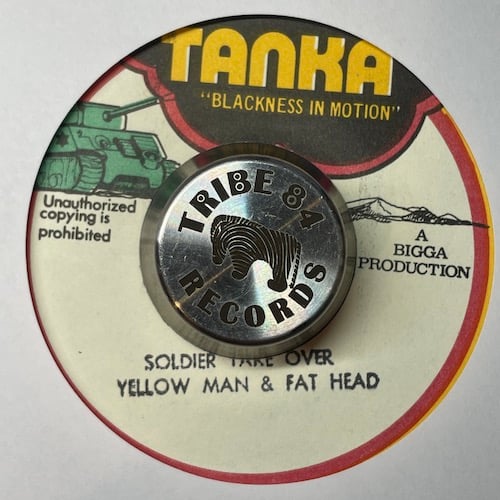 TANKA
"BLACKNESS IN MOTION"
Unauthorized
copying is
prohibited
TRIBE 84
RECORDS
A
BIGGA
PRODUCTION
SOLDIER TAKE OVER
YELLOW MAN & FAT HEAD